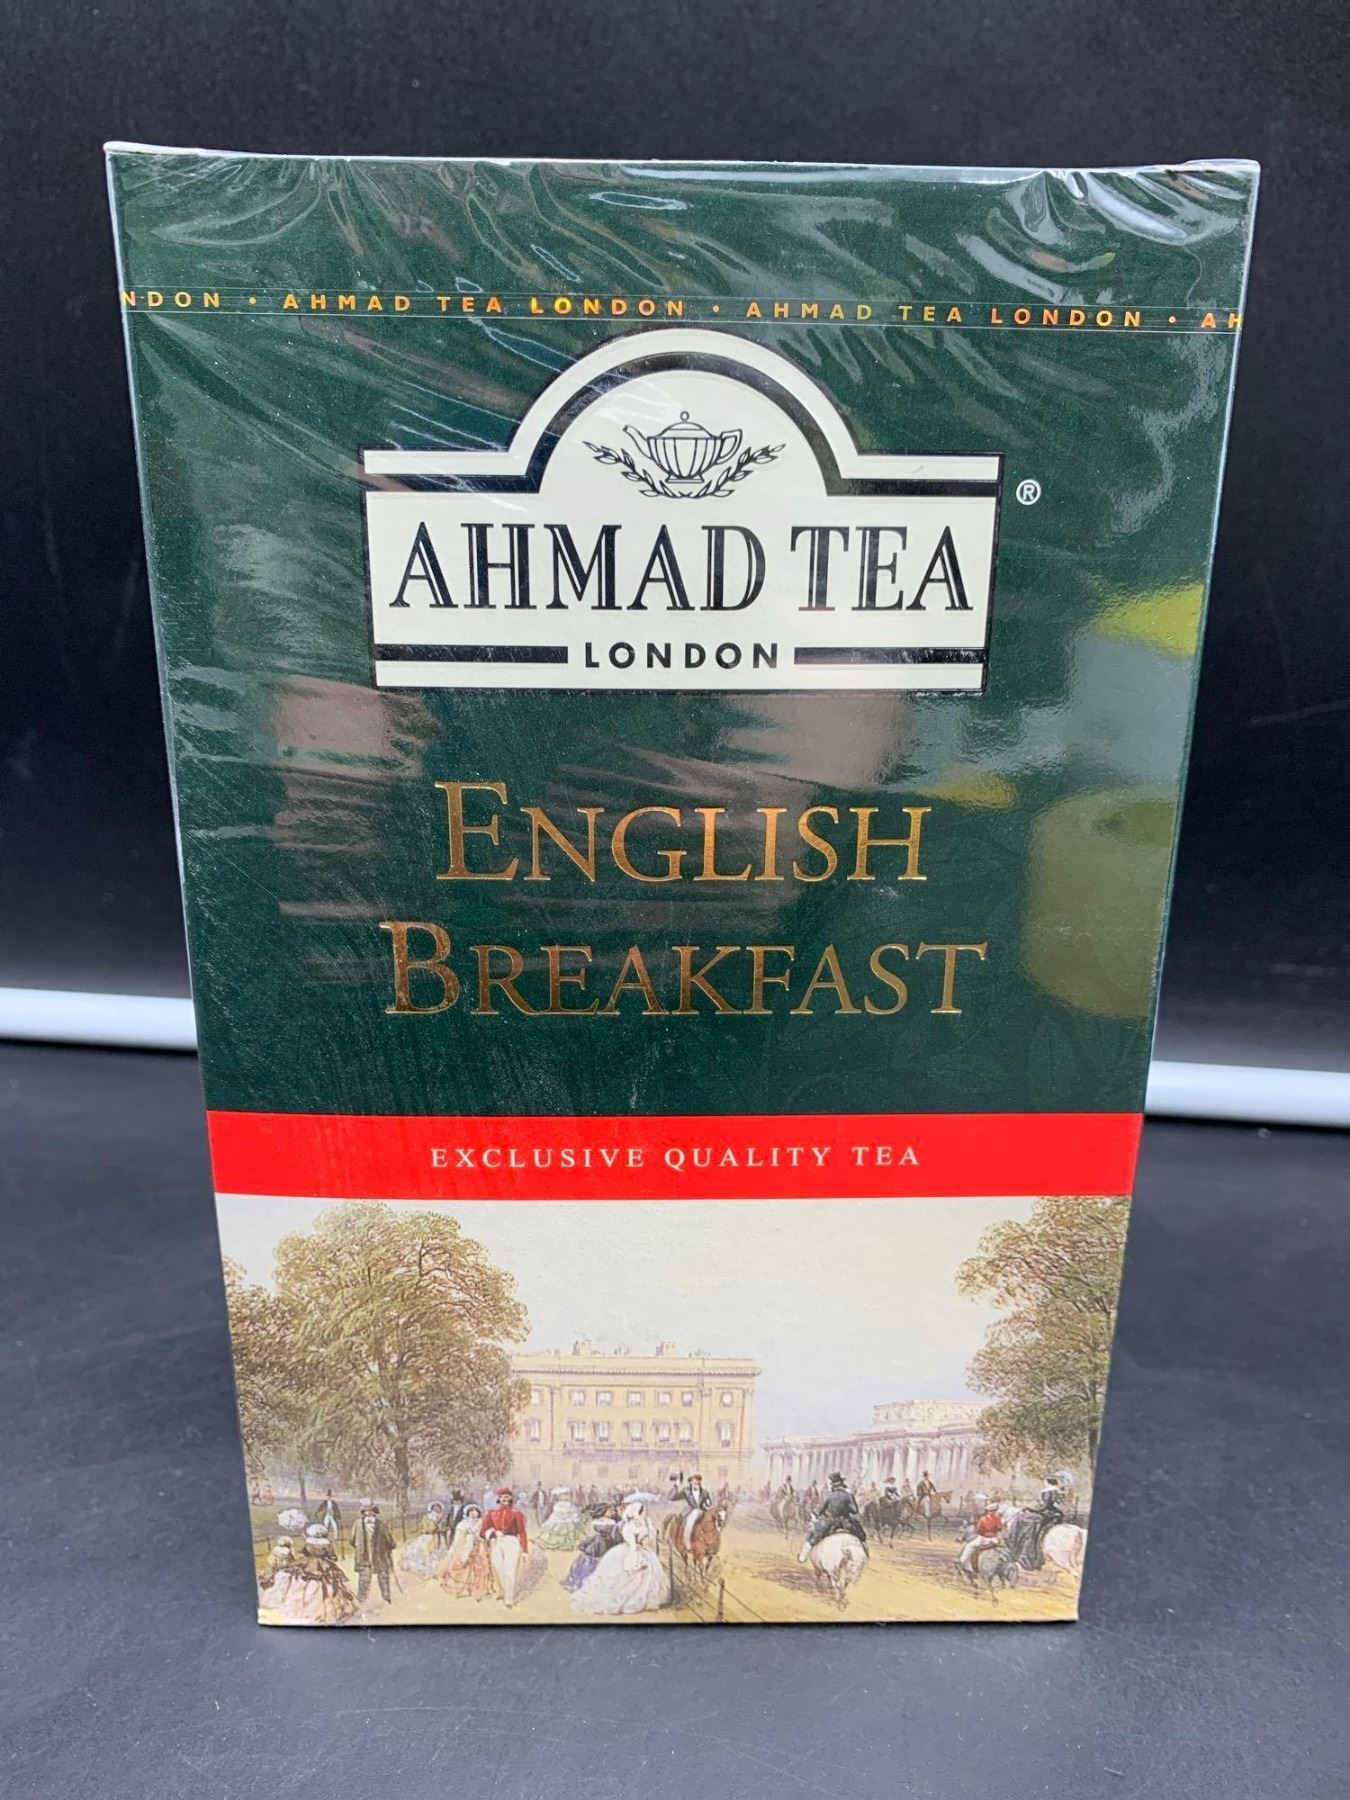 NDON • AHMAD TEA LONDON • AHMAD TEA LONDON • AH
AHMAD TEA ®
LONDON
ENGLISH
BREAKFAST
EXCLUSIVE QUALITY TEA